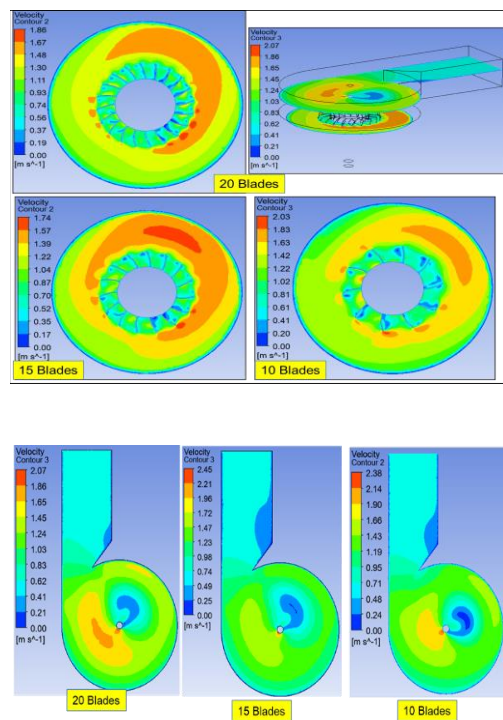 Velocity
Contour 2
1.86
1.67
1.48
1.30
1.11
0.93
0.74
0.56
0.37
0.19
0.00
[m s^-1]
Velocity
Contour 3
2.07
1.86
1.65
1.45
1.24
1.03
0.83
0.62
0.41
0.21
0.00
[m s^-1]
20 Blades
Velocity
Contour 2
1.74
1.57
1.39
1.22
1.04
0.87
0.70
0.52
0.35
0.17
0.00
[m s^-1]
15 Blades
Velocity
Contour 3
2.03
1.83
1.63
1.42
1.22
1.02
0.81
0.61
0.41
0.20
0.00
[m s^-1]
10 Blades
Velocity
Contour 3
2.07
1.86
1.65
1.45
1.24
1.03
0.83
0.62
0.41
0.21
0.00
[m s^-1]
20 Blades
Velocity
Contour 3
2.45
2.21
1.96
1.72
1.47
1.23
0.98
0.74
0.49
0.25
0.00
[m s^-1]
15 Blades
Velocity
Contour 2
2.38
2.14
1.90
1.66
1.43
1.19
0.95
0.71
0.48
0.24
0.00
[m s^-1]
10 Blades